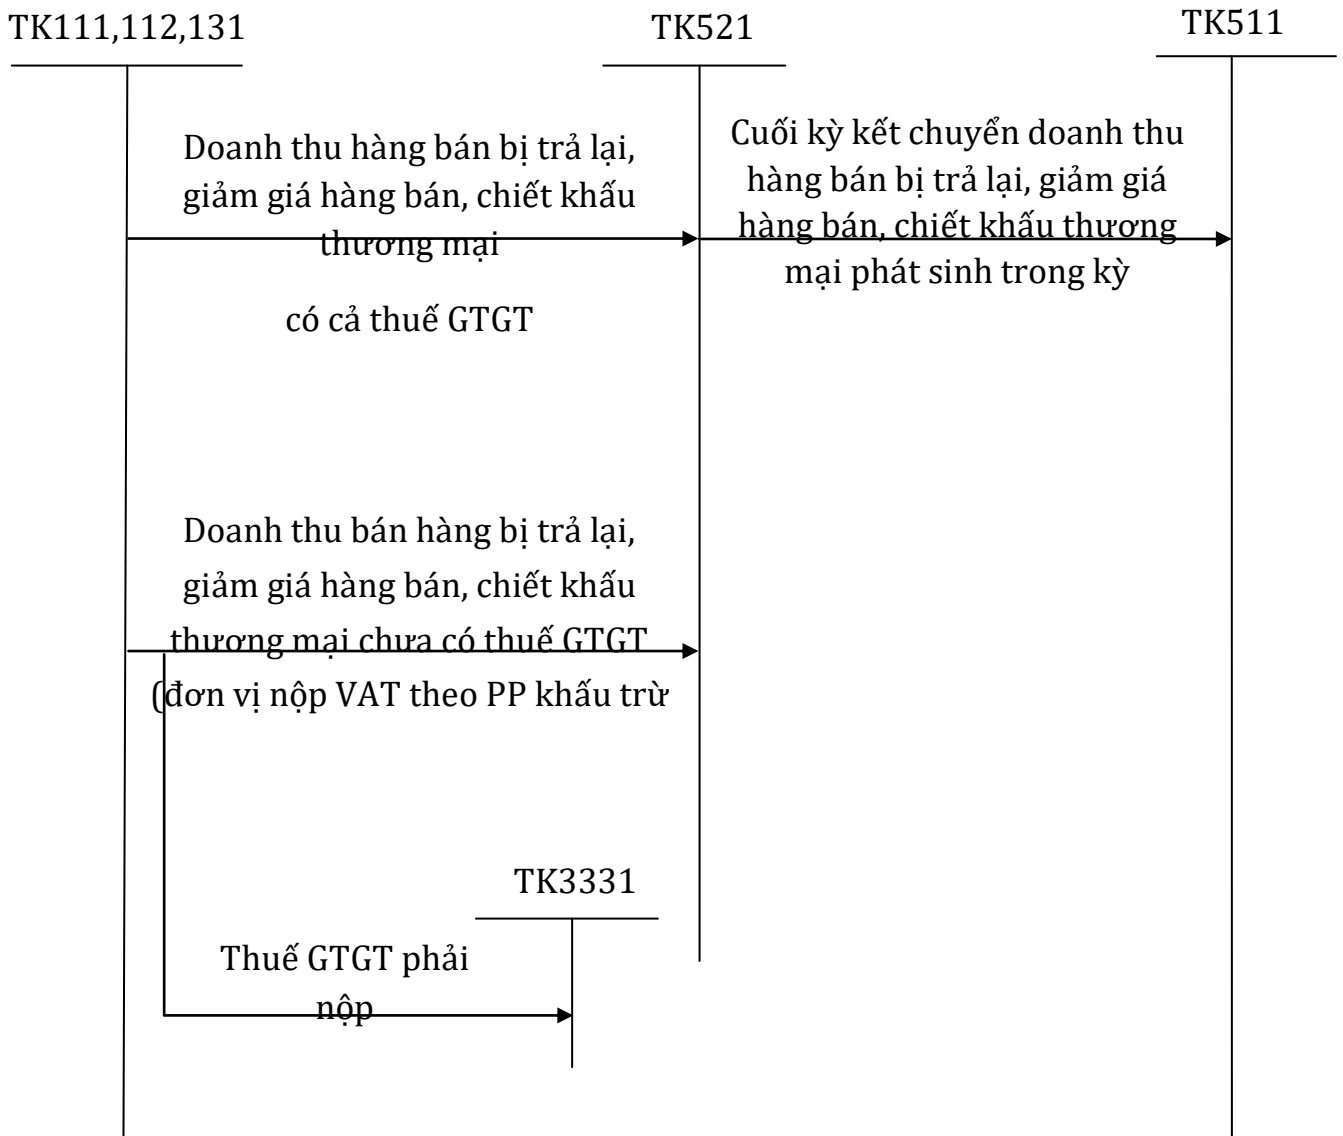 TK111,112,131
TK521
TK511
Doanh thu hàng bán bị trả lại,
giảm giá hàng bán, chiết khấu
thương mại
có cả thuế GTGT
Cuối kỳ kết chuyển doanh thu
hàng bán bị trả lại, giảm giá
hàng bán, chiết khấu thương
mại phát sinh trong kỳ
Doanh thu bán hàng bị trả lại,
giảm giá hàng bán, chiết khấu
thương mại chưa có thuế GTGT
(đơn vị nộp VAT theo PP khấu trừ
TK3331
Thuế GTGT phải
nộp